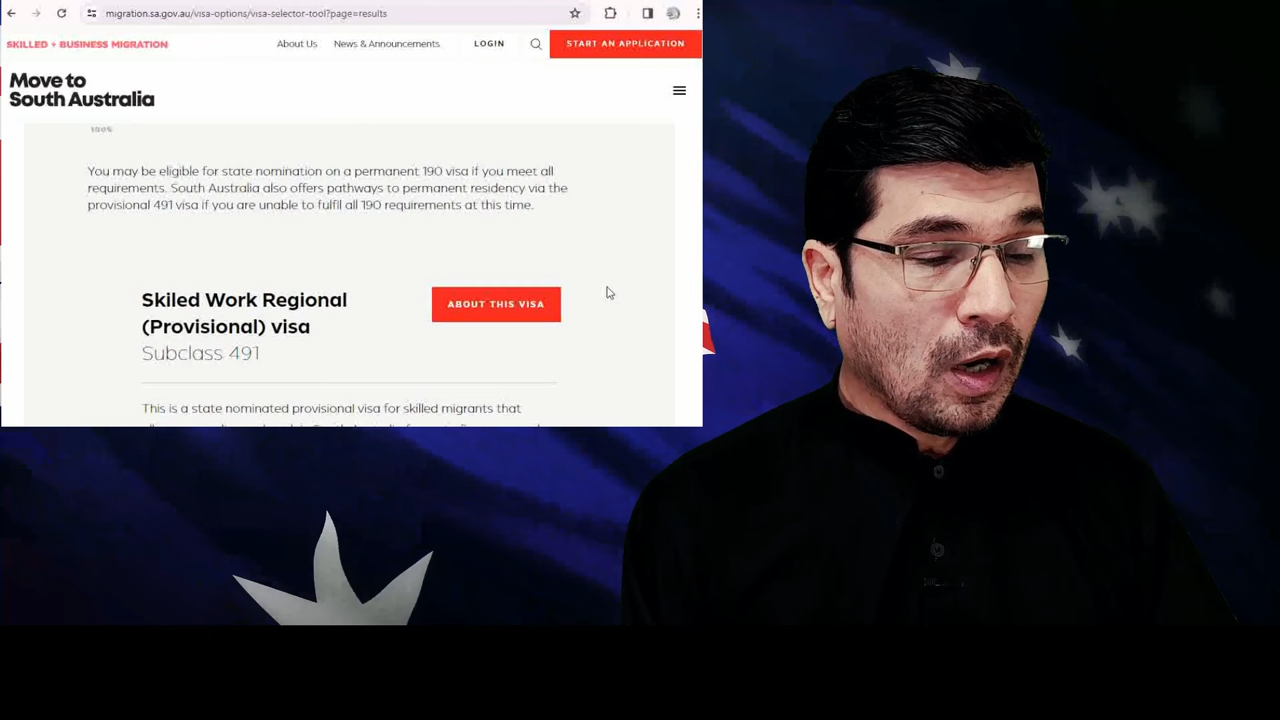 migration.sa.gov.au/visa-options/visa-selector-tool?page=results
SKILLED + BUSINESS MIGRATION
About Us
News & Announcements
LOGIN
START AN APPLICATION
Move to
South Australia
100%
You may be eligible for state nomination on a permanent 190 visa if you meet all
requirements. South Australia also offers pathways to permanent residency via the
provisional 491 visa if you are unable to fulfil all 190 requirements at this time.
Skiled Work Regional
(Provisional) visa
ABOUT THIS VISA
Subclass 491
This is a state nominated provisional visa for skilled migrants that